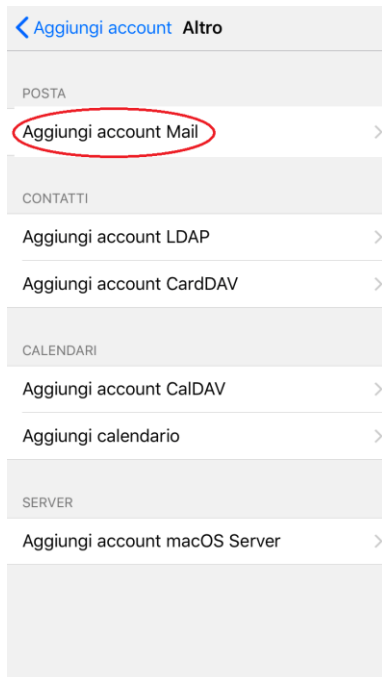 Aggiungi account Altro
POSTA
Aggiungi account Mail
CONTATTI
Aggiungi account LDAP
Aggiungi account CardDAV
CALENDARI
Aggiungi account CalDAV
Aggiungi calendario
SERVER
Aggiungi account macOS Server